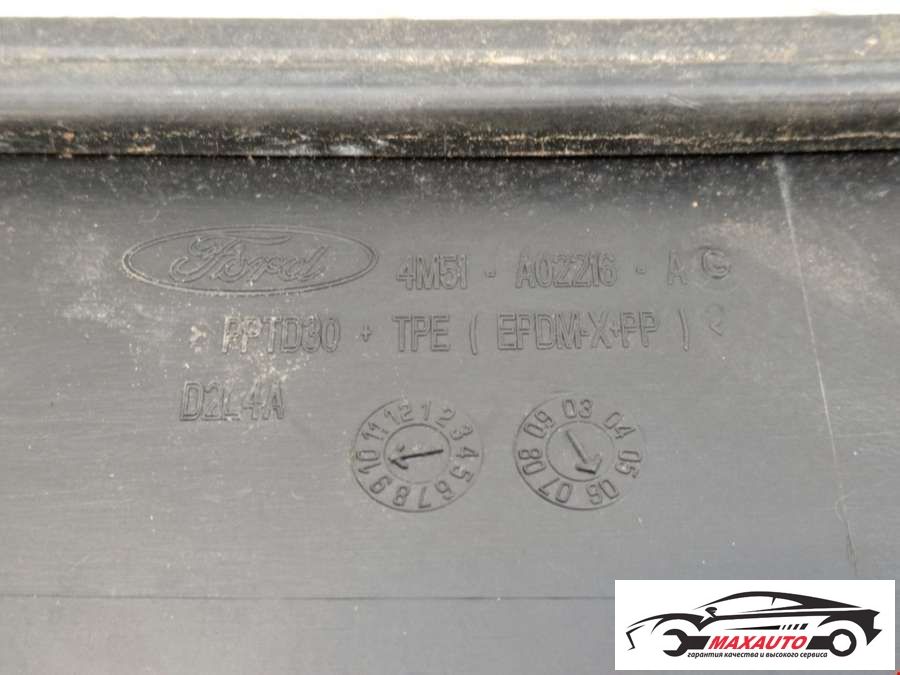 Ford 4M51 - A02216 - A G
PPTD30 + TPE ( EPDM-X+PP ) <
12 1 2 3 4 5 6 7 8 9 10 11
03 04 05 06 07 08 09
MAXAUTO
гарантия качества и высокого сервиса